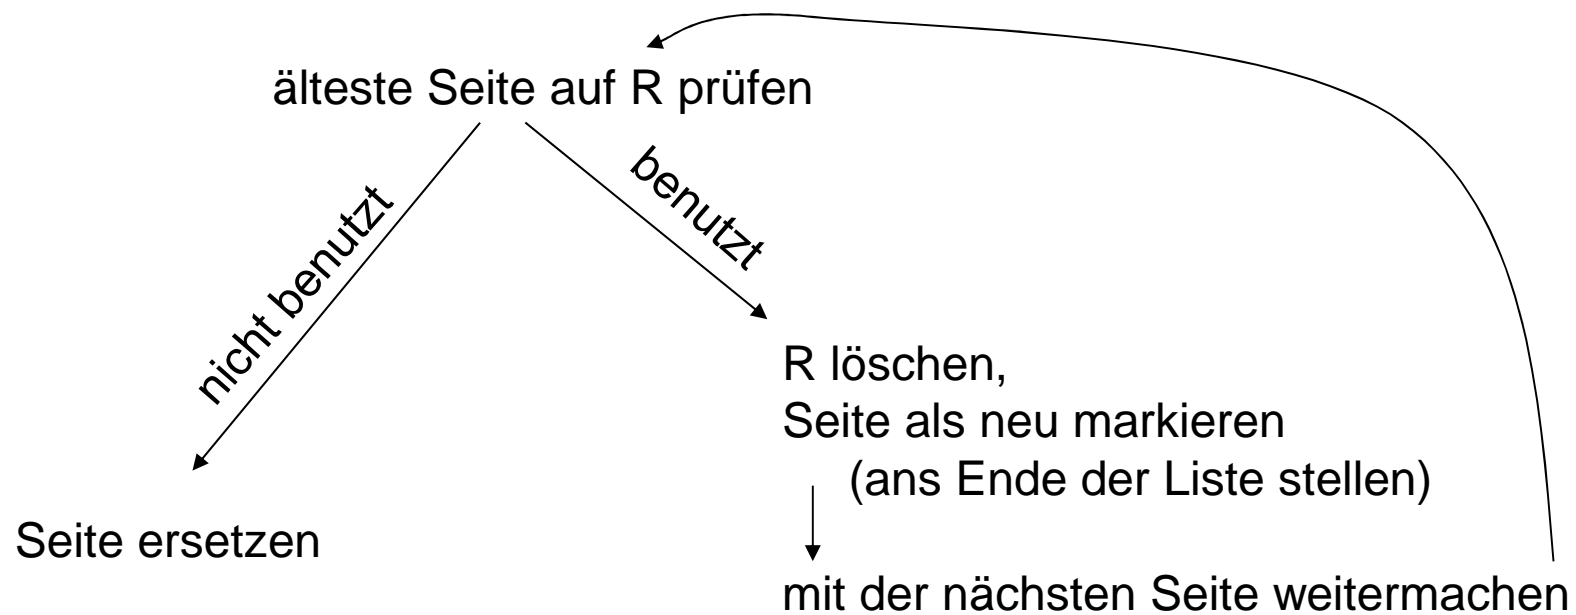 älteste Seite auf R prüfen
nicht benutzt
benutzt
R löschen,
Seite als neu markieren
(ans Ende der Liste stellen)
Seite ersetzen
mit der nächsten Seite weitermachen